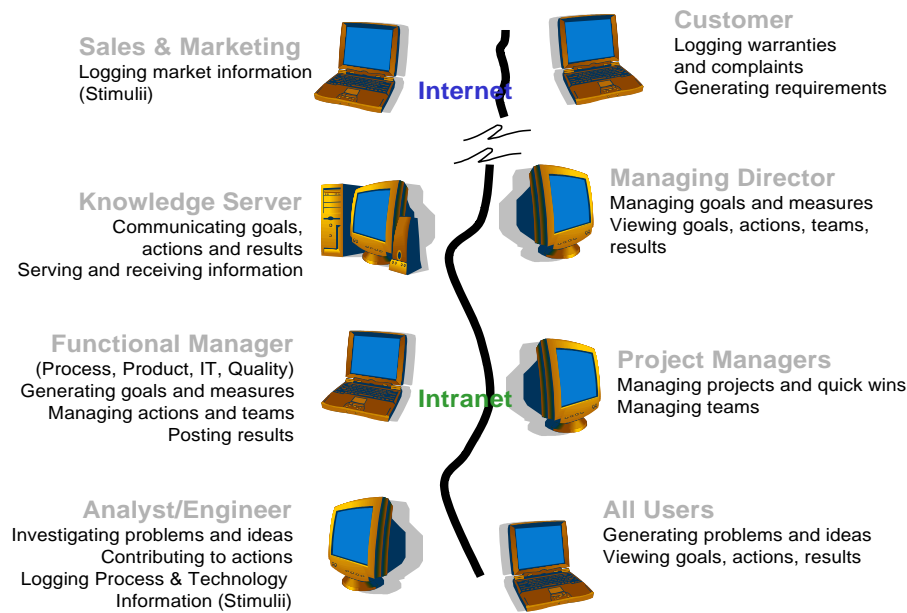 Sales & Marketing
Logging market information
(Stimulii)
Customer
Logging warranties
and complaints
Generating requirements
Internet
Knowledge Server
Communicating goals,
actions and results
Serving and receiving information
Managing Director
Managing goals and measures
Viewing goals, actions, teams,
results
Functional Manager
(Process, Product, IT, Quality)
Generating goals and measures
Managing actions and teams
Posting results
Intranet
Project Managers
Managing projects and quick wins
Managing teams
Analyst/Engineer
Investigating problems and ideas
Contributing to actions
Logging Process & Technology
Information (Stimulii)
All Users
Generating problems and ideas
Viewing goals, actions, results